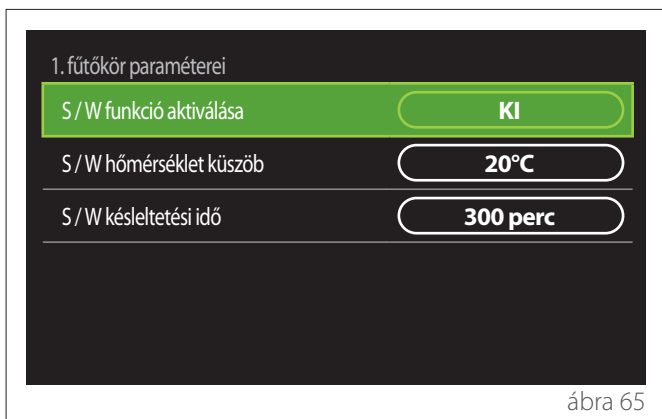 1. fűtőkör paraméterei
S / W funkció aktiválása KI
S / W hőmérséklet küszöb 20°C
S / W késleltetési idő 300 perc
ábra 65